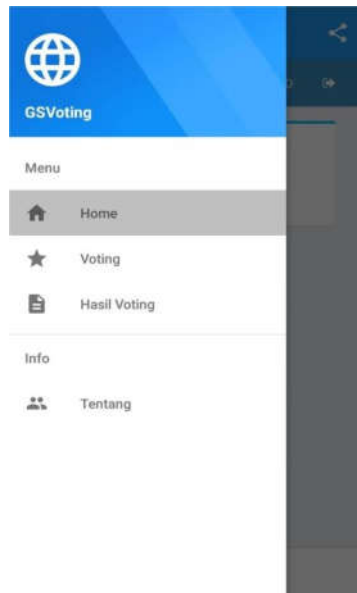 GSVoting
Menu
Home
Voting
Hasil Voting
Info
Tentang